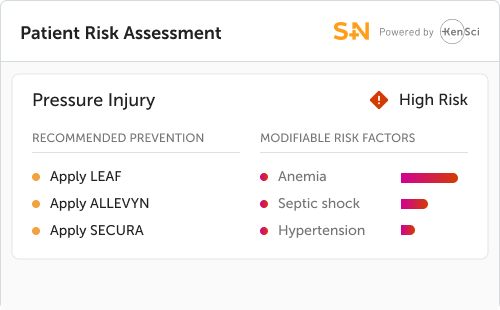 Patient Risk Assessment
S+N Powered by KenSci
Pressure Injury
High Risk
RECOMMENDED PREVENTION
MODIFIABLE RISK FACTORS
Apply LEAF
Anemia
Apply ALLEVYN
Septic shock
Apply SECURA
Hypertension